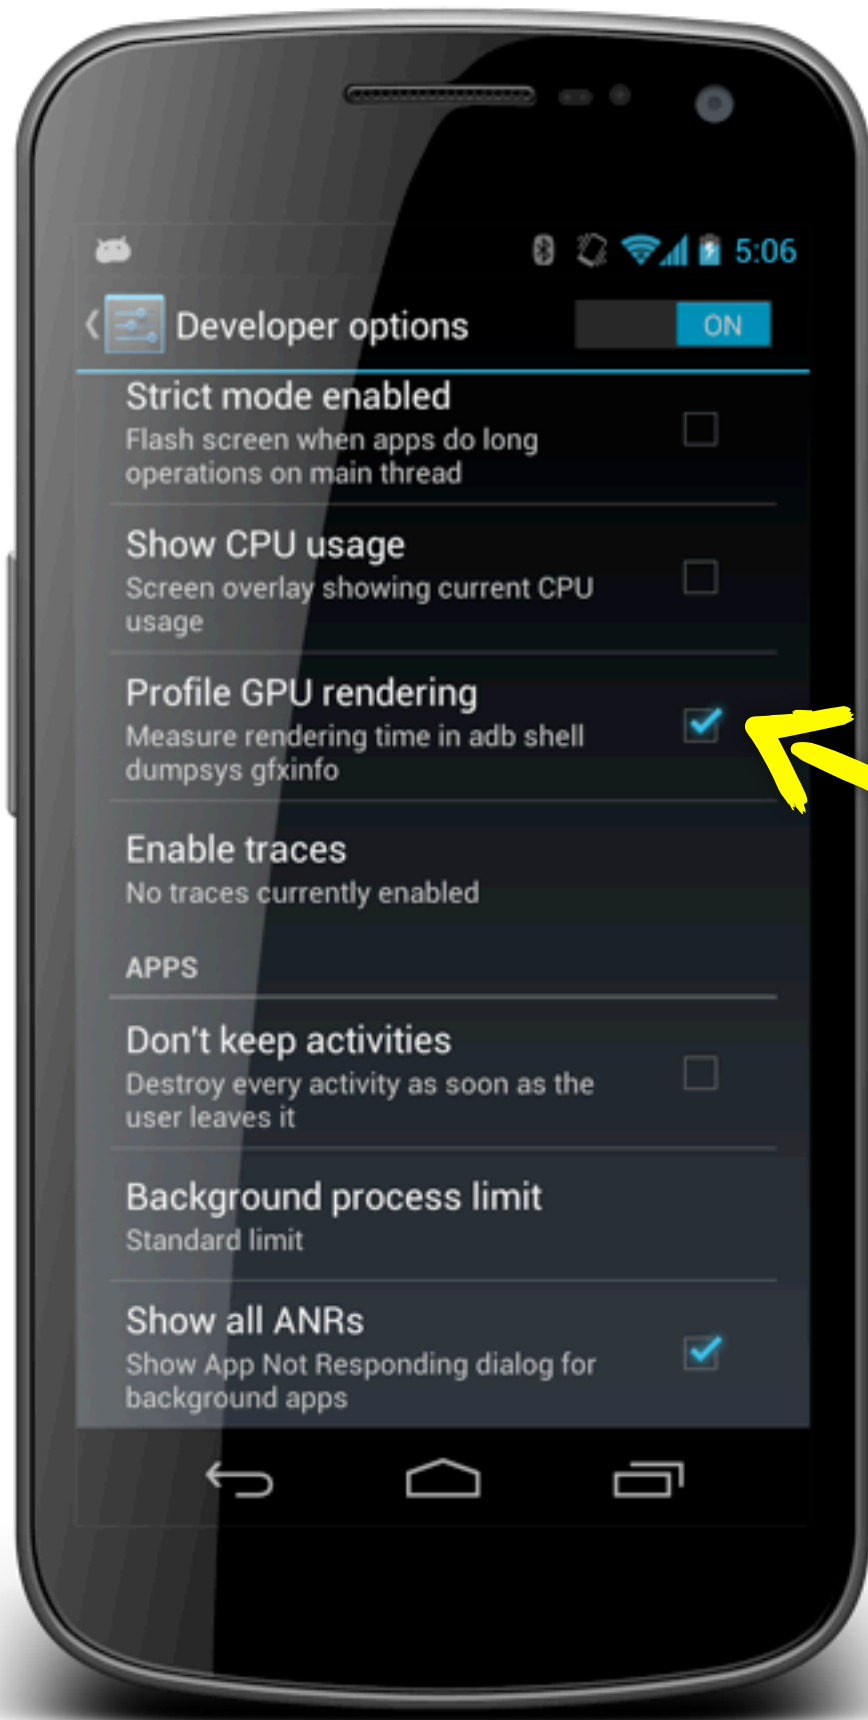 5:06
Developer options
ON
Strict mode enabled
Flash screen when apps do long
operations on main thread
Show CPU usage
Screen overlay showing current CPU
usage
Profile GPU rendering
Measure rendering time in adb shell
dumpsys gfxinfo
Enable traces
No traces currently enabled
APPS
Don't keep activities
Destroy every activity as soon as the
user leaves it
Background process limit
Standard limit
Show all ANRs
Show App Not Responding dialog for
background apps